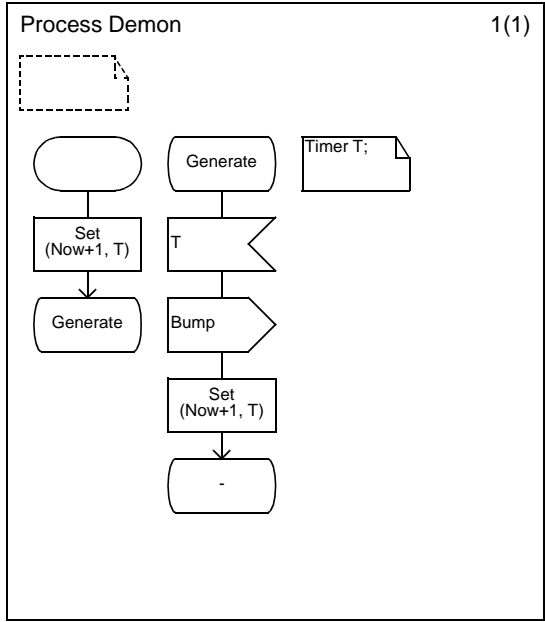 Process Demon
1(1)
Generate
Timer T;
Set
(Now+1, T)
T
Generate
Bump
Set
(Now+1, T)
-